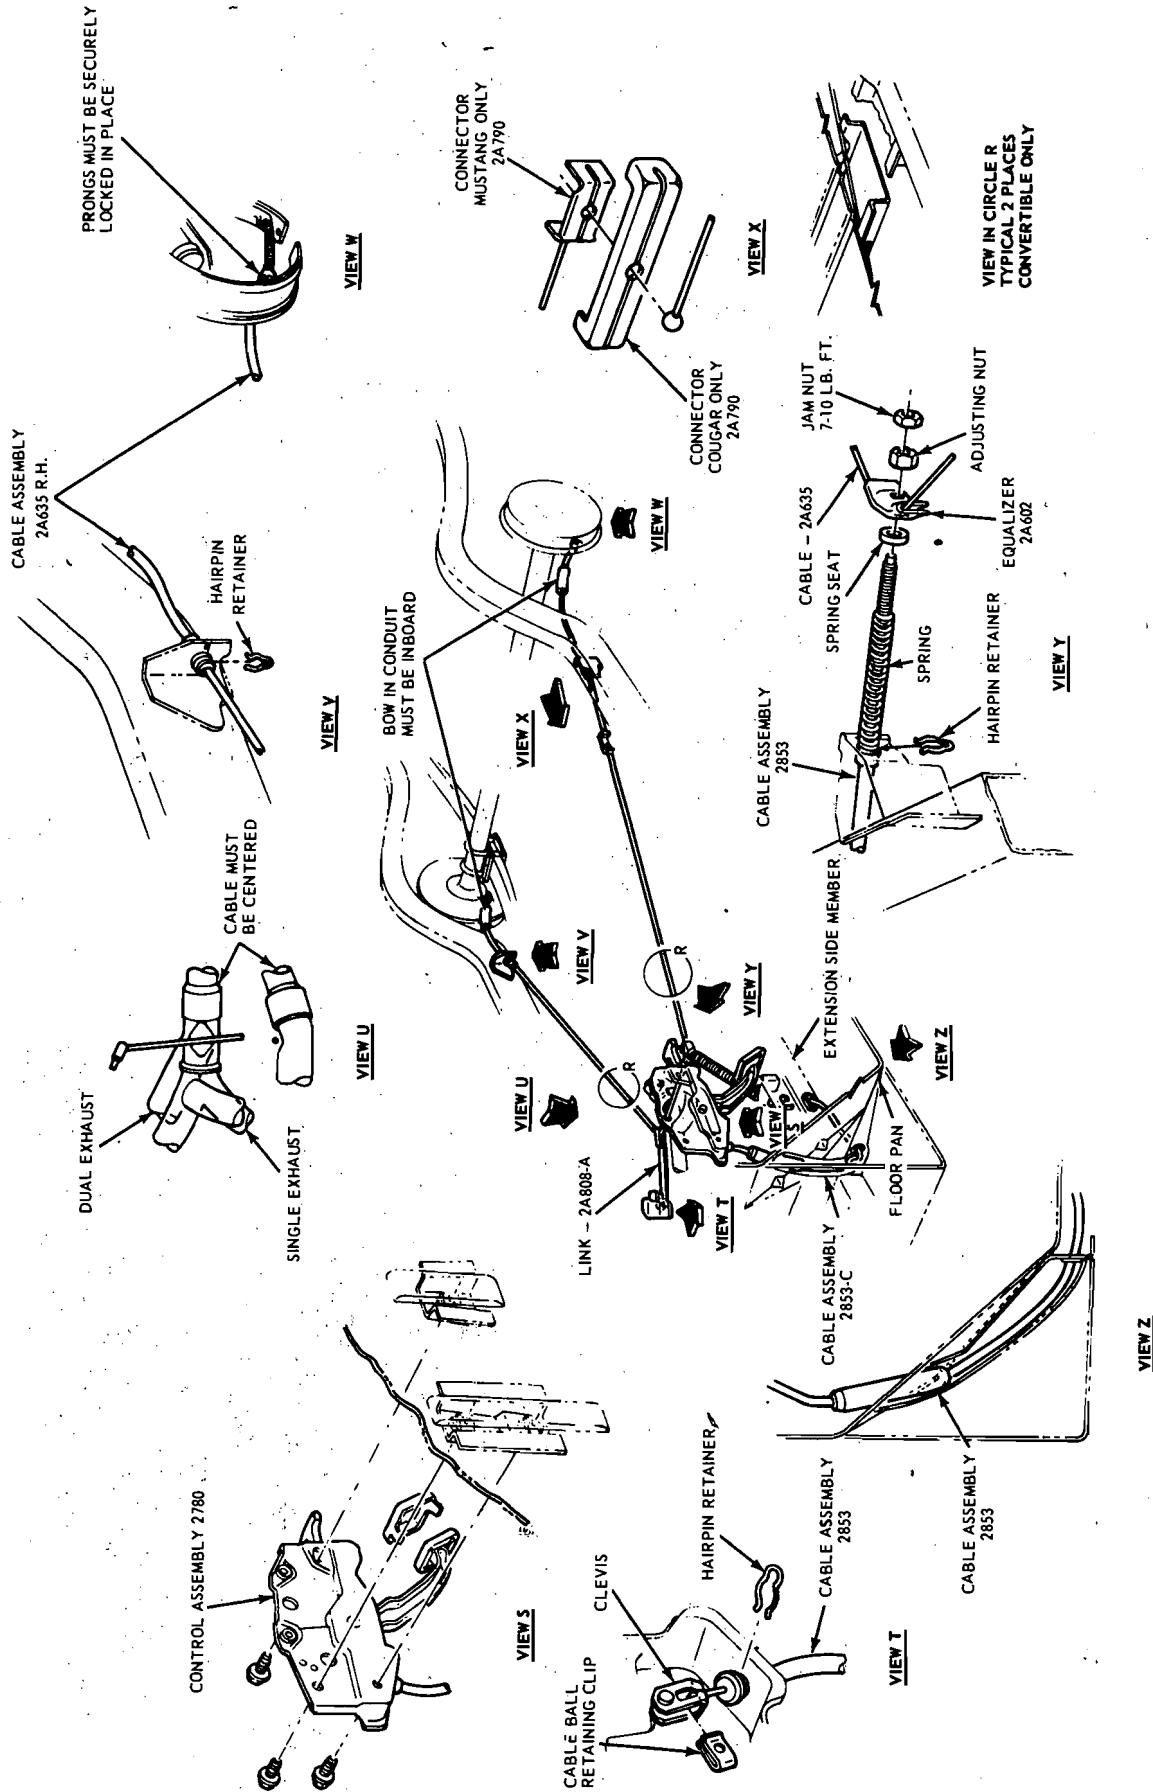 CONTROL ASSEMBLY 2780
VIEW S
DUAL EXHAUST
SINGLE EXHAUST
CABLE MUST
BE CENTERED
VIEW U
CABLE ASSEMBLY
2A635 R.H.
HAIRPIN
RETAINER
VIEW V
PRONGS MUST BE SECURELY
LOCKED IN PLACE
VIEW W
CABLE BALL
RETAINING CLIP
CLEVIS
HAIRPIN RETAINER
CABLE ASSEMBLY
2853
VIEW T
LINK - 2A808-A
VIEW T
VIEW U
R
VIEW S
VIEW V
BOW IN CONDUIT
MUST BE INBOARD
VIEW X
VIEW W
R
VIEW Y
EXTENSION SIDE MEMBER
VIEW Z
FLOOR PAN
CABLE ASSEMBLY
2853-C
CONNECTOR
MUSTANG ONLY
2A790
CONNECTOR
COUGAR ONLY
2A790
VIEW X
CABLE ASSEMBLY
2853
VIEW Z
CABLE ASSEMBLY
2853
SPRING SEAT
CABLE - 2A635
JAM NUT
7-10 LB. FT.
ADJUSTING NUT
EQUALIZER
2A602
SPRING
HAIRPIN RETAINER
VIEW Y
VIEW IN CIRCLE R
TYPICAL 2 PLACES
CONVERTIBLE ONLY